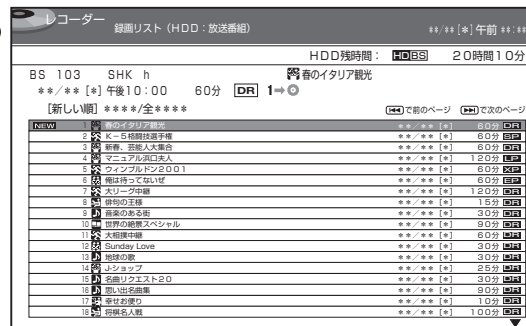 レコーダー
録画リスト（HDD：放送番組） **/** [*] 午前 **:**
HDD残時間： HDBS 20時間10分
BS 103 SHK h 春のイタリア観光
**/** [*] 午後10：00 60分 DR 1⇒
[新しい順] ****/全**** (⏮)で前のページ (⏭)で次のページ
NEW 1 春のイタリア観光 **/** [*] 60分 DR
2 K－5格闘技選手権 **/** [*] 60分 SP
3 新春、芸能人大集合 **/** [*] 60分 DR
4 マニュアル浜口夫人 **/** [*] 120分 LP
5 ウィンブルドン2001 **/** [*] 60分 XP
6 俺は待ってないぜ **/** [*] 60分 EP
7 大リーグ中継 **/** [*] 120分 DR
8 俳句の王様 **/** [*] 15分 DR
9 音楽のある街 **/** [*] 30分 DR
10 世界の絶景スペシャル **/** [*] 90分 DR
11 大相撲中継 **/** [*] 60分 DR
12 Sunday Love **/** [*] 30分 DR
13 地球の歌 **/** [*] 30分 DR
14 J-ショップ **/** [*] 25分 DR
15 名曲リクエスト20 **/** [*] 30分 DR
16 思い出名曲集 **/** [*] 90分 DR
17 幸せお便り **/** [*] 10分 DR
18 将棋名人戦 **/** [*] 100分 DR